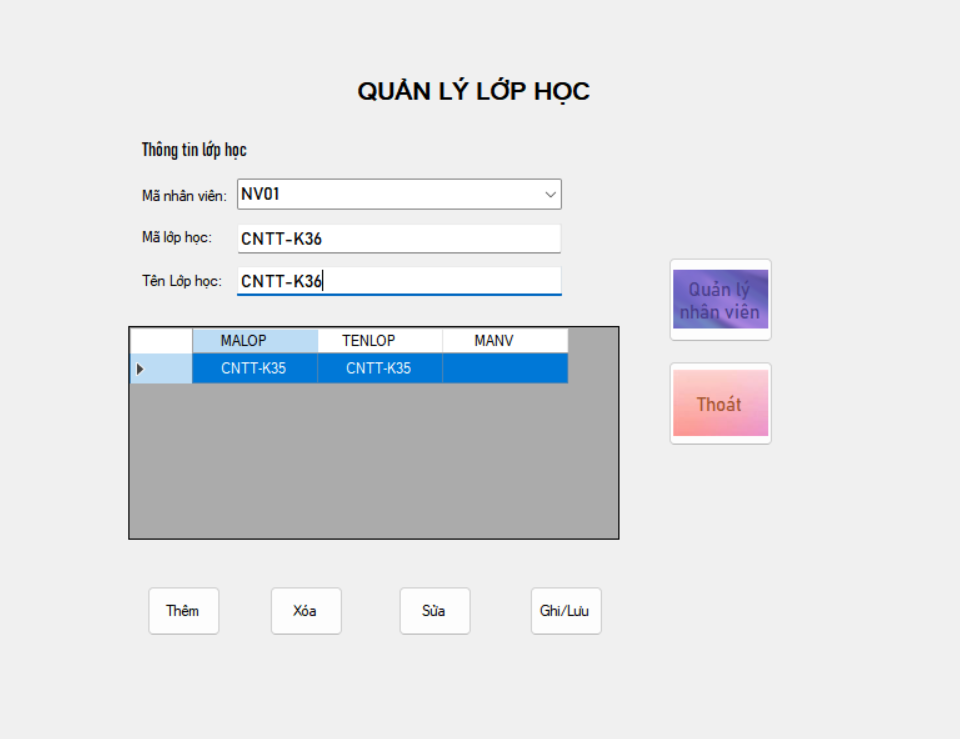 QUẢN LÝ LỚP HỌC
Thông tin lớp học
Mã nhân viên: NV01
Mã lớp học: CNTT-K36
Tên Lớp học: CNTT-K36
MALOP TENLOP MANV
CNTT-K35 CNTT-K35
Quản lý
nhân viên
Thoát
Thêm Xóa Sửa Ghi/Lưu